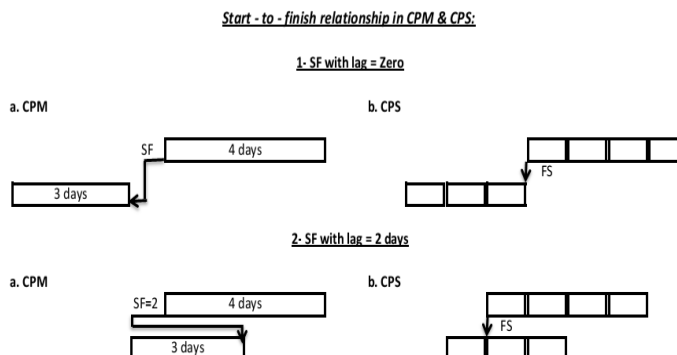 Start - to - finish relationship in CPM & CPS:
1- SF with lag = Zero
a. CPM
b. CPS
SF
4 days
FS
3 days
2- SF with lag = 2 days
a. CPM
b. CPS
SF=2
4 days
FS
3 days